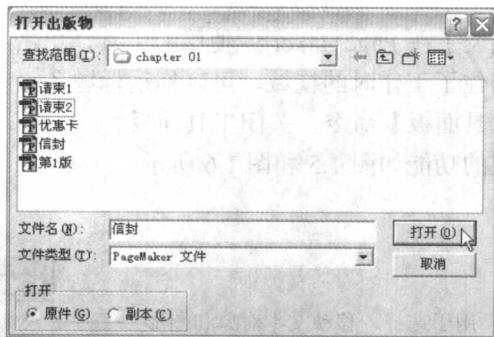 打开出版物
查找范围(I): chapter 01
请柬1
请柬2
优惠卡
信封
第1版
文件名(N): 信封
打开(O)
文件类型(T): PageMaker 文件
取消
打开
原件(G) 副本(C)